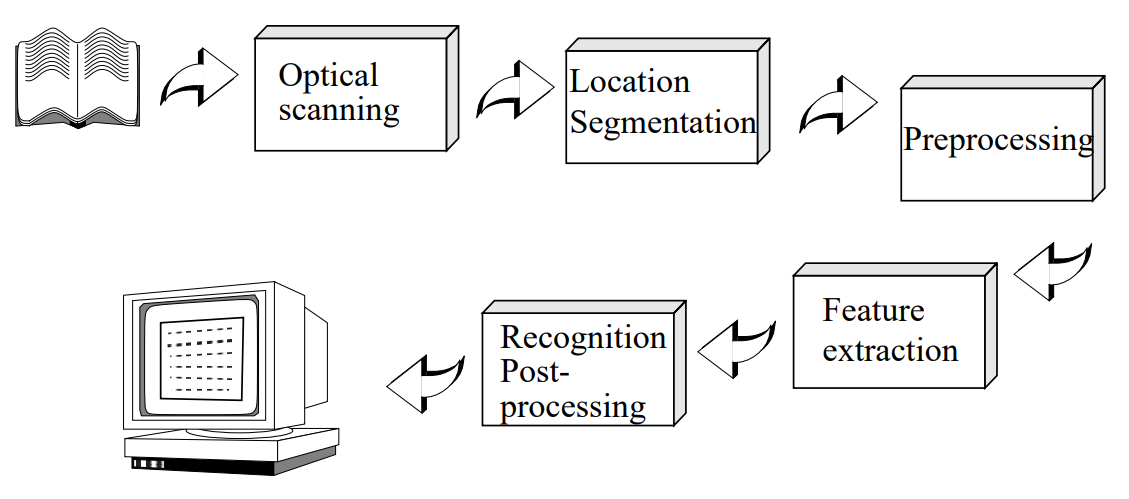 Optical
scanning
Location
Segmentation
Preprocessing
Feature
extraction
Recognition
Post-
processing